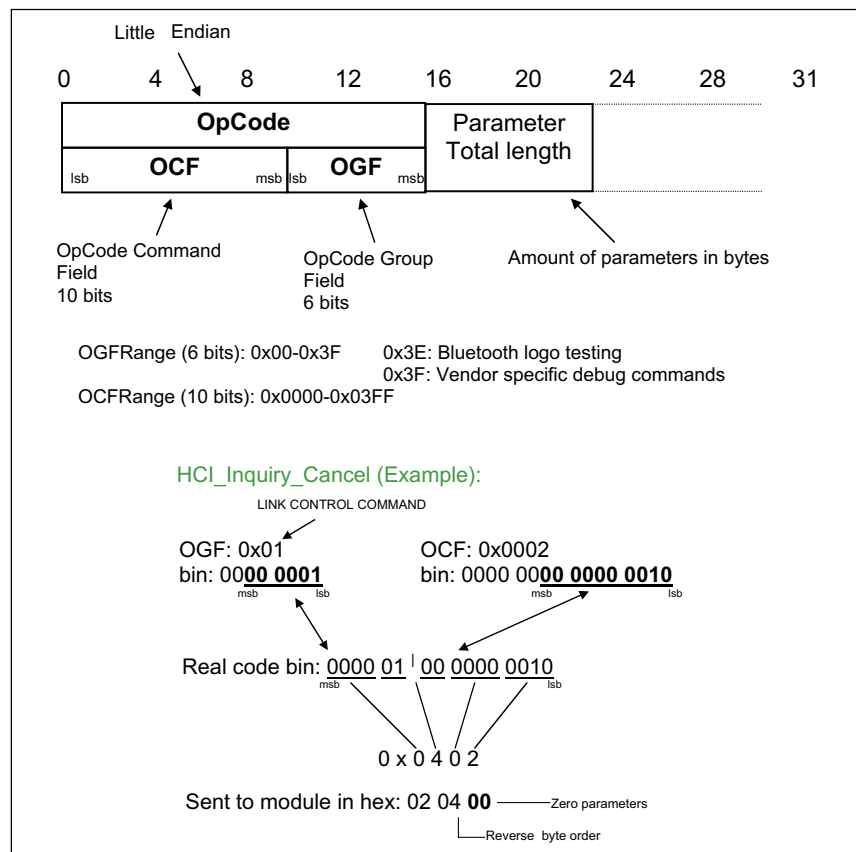 Little Endian
0 4 8 12 16 20 24 28 31
OpCode
Parameter
Total length
lsb OCF msb lsb OGF msb
OpCode Command
Field
10 bits
OpCode Group
Field
6 bits
Amount of parameters in bytes
OGFRange (6 bits): 0x00-0x3F 0x3E: Bluetooth logo testing
0x3F: Vendor specific debug commands
OCFRange (10 bits): 0x0000-0x03FF
HCI_Inquiry_Cancel (Example):
LINK CONTROL COMMAND
OGF: 0x01 OCF: 0x0002
bin: 0000 0001 bin: 0000 0000 0000 0010
msb lsb msb lsb
Real code bin: 0000 01 | 00 0000 0010
msb lsb
0 x 0 4 0 2
Sent to module in hex: 02 04 00 Zero parameters
Reverse byte order